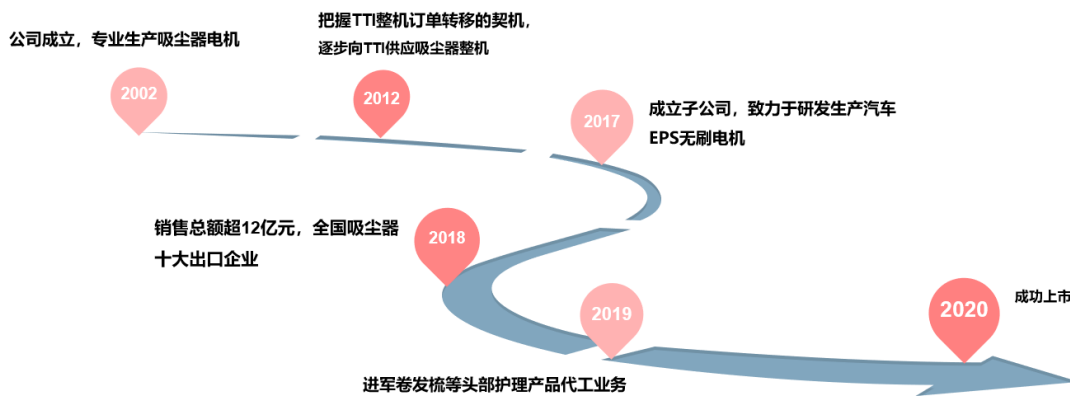 公司成立，专业生产吸尘器电机
2002
把握TTI整机订单转移的契机，
逐步向TTI供应吸尘器整机
2012
2017
成立子公司，致力于研发生产汽车
EPS无刷电机
销售总额超12亿元，全国吸尘器
十大出口企业
2018
2019
进军卷发梳等头部护理产品代工业务
2020
成功上市